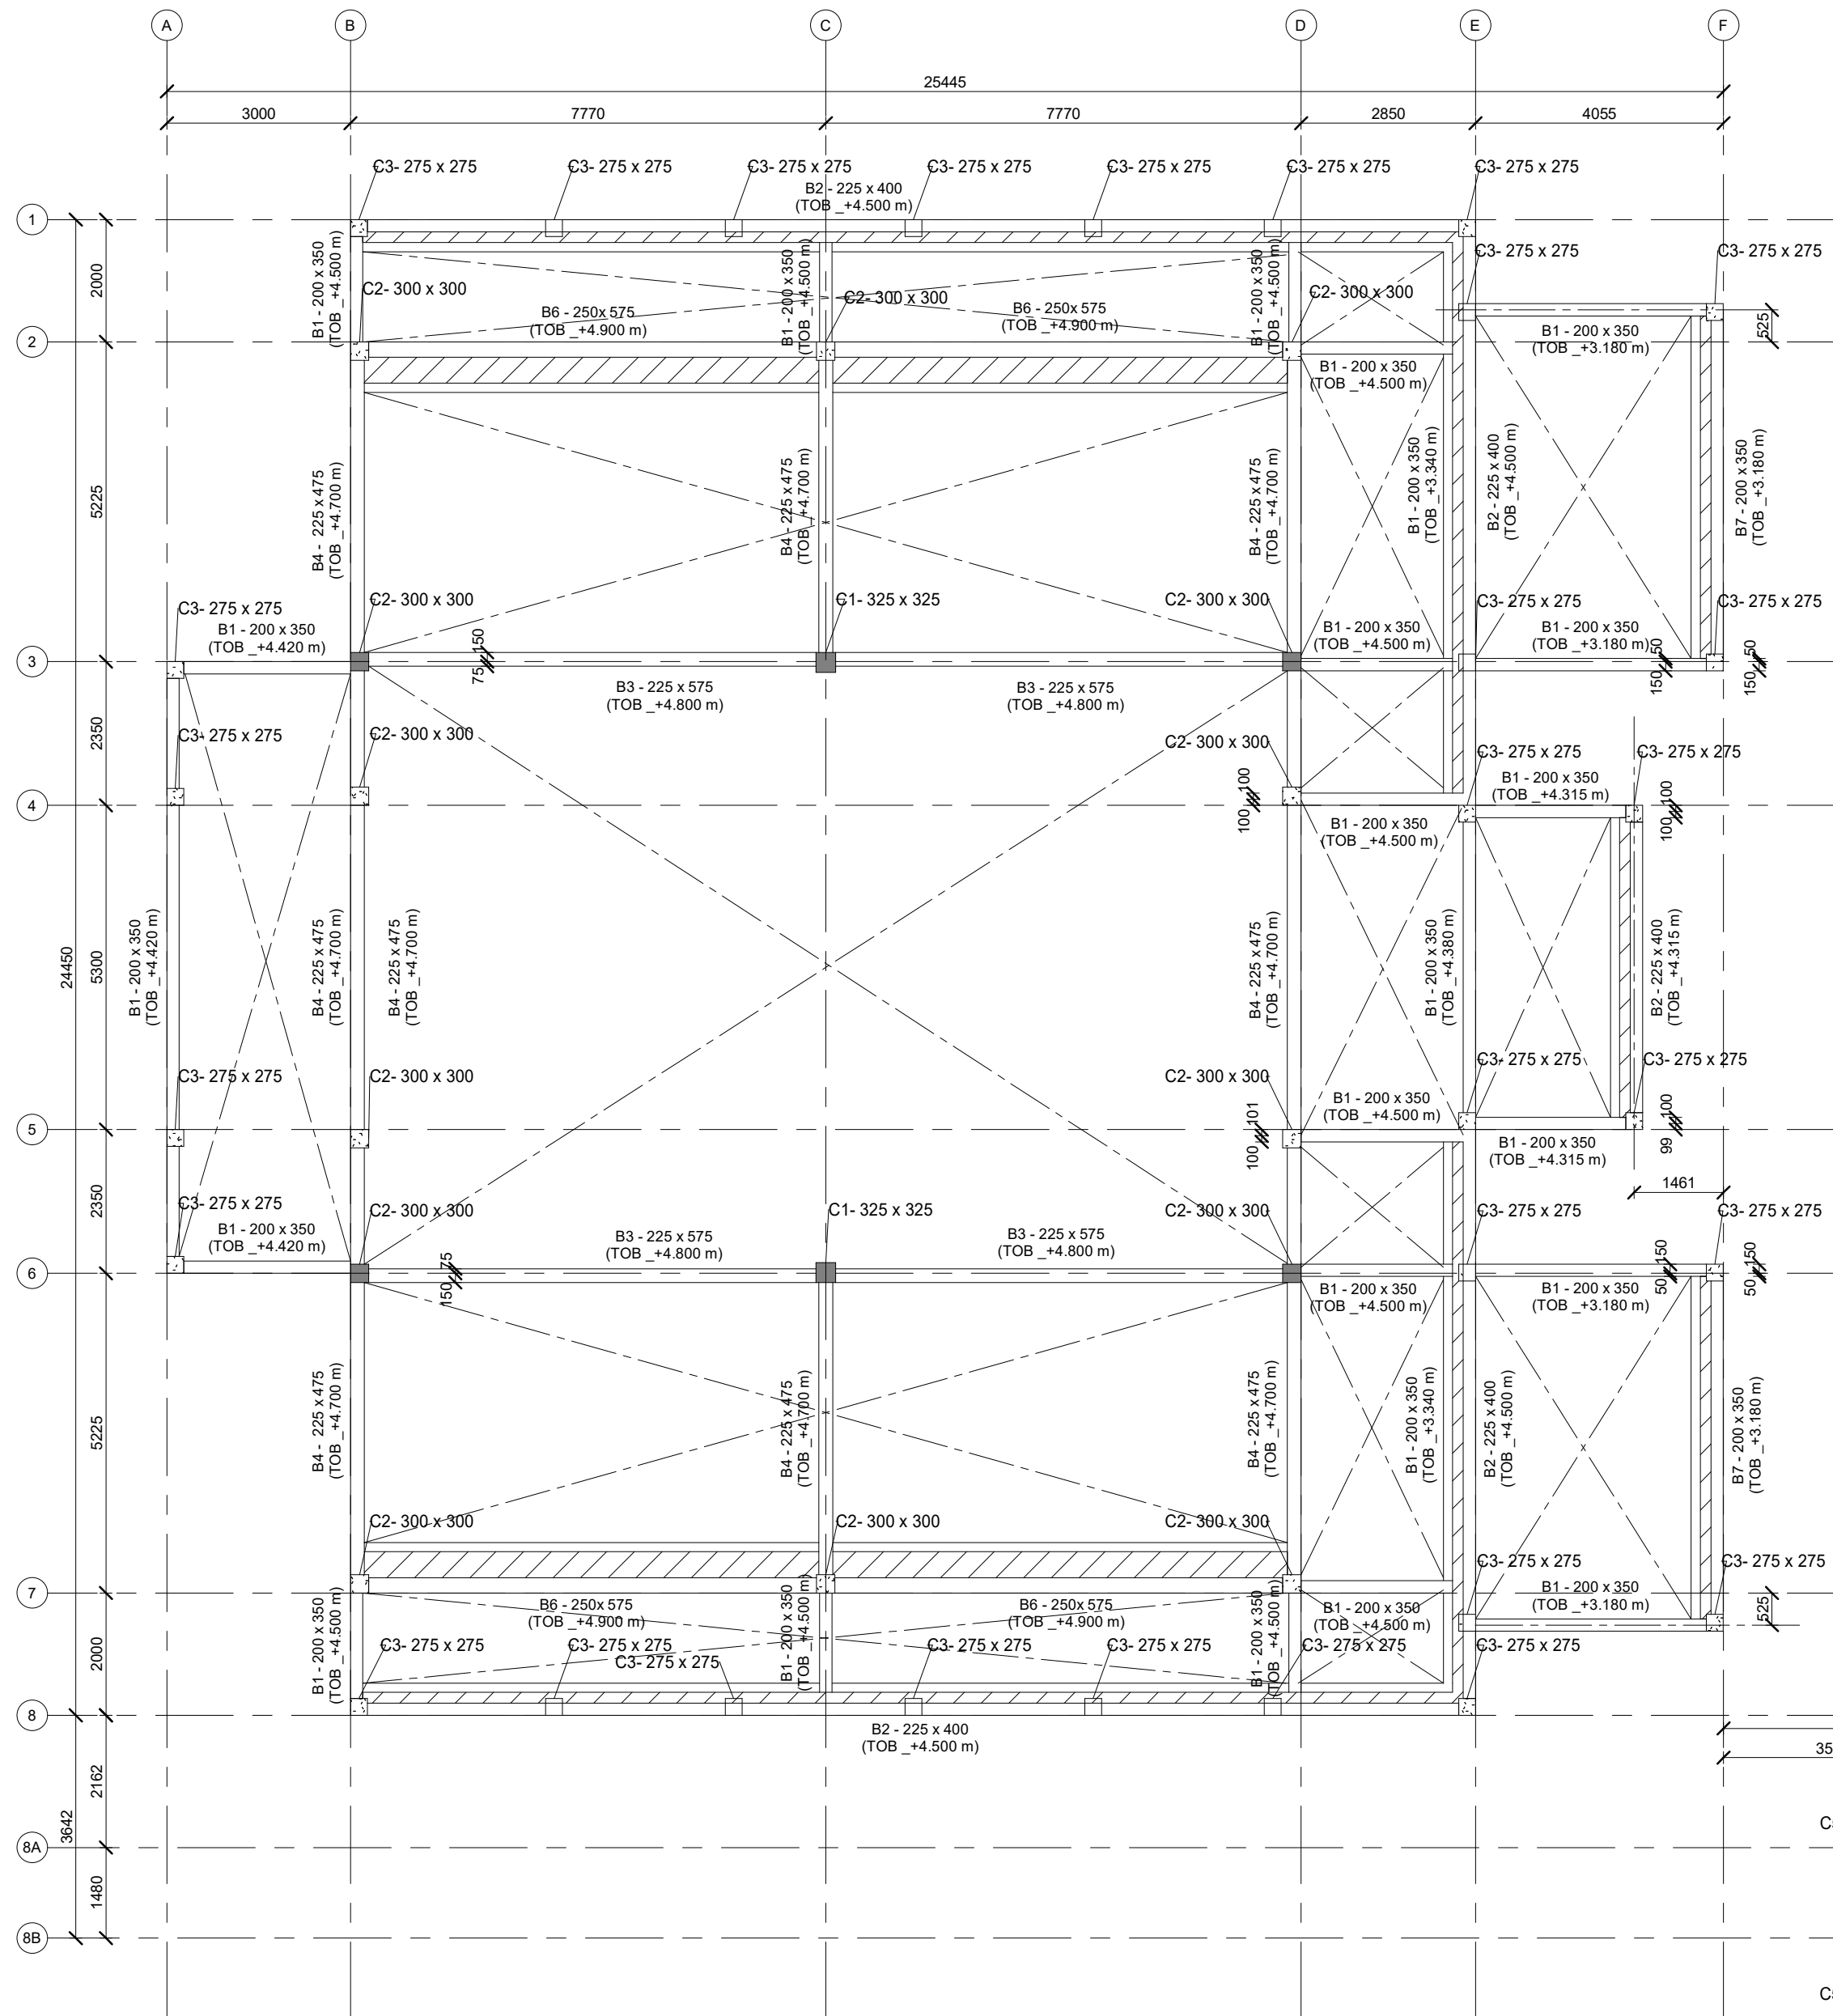 A
B
C
D
E
F
25445
3000
7770
7770
2850
4055
C3- 275 x 275
C3- 275 x 275
C3- 275 x 275
C3- 275 x 275
C3- 275 x 275
C3- 275 x 275
C3- 275 x 275
B2 - 225 x 400
(TOB _+4.500 m)
1
2000
B1 - 200 x 350
(TOB _+4.500 m)
B1 - 200 x 350
(TOB _+4.500 m)
B1 - 200 x 350
(TOB _+4.500 m)
C3- 275 x 275
C3- 275 x 275
C2- 300 x 300
C2- 300 x 300
C2- 300 x 300
B6 - 250x 575
(TOB _+4.900 m)
B6 - 250x 575
(TOB _+4.900 m)
525
2
B1 - 200 x 350
(TOB _+3.180 m)
B1 - 200 x 350
(TOB _+4.500 m)
5225
B4 - 225 x 475
(TOB _+4.700 m)
B4 - 225 x 475
(TOB _+4.700 m)
B4 - 225 x 475
(TOB _+4.700 m)
B1 - 200 x 350
(TOB _+3.340 m)
B2 - 225 x 400
(TOB _+4.500 m)
B7 - 200 x 350
(TOB _+3.180 m)
C3- 275 x 275
C2- 300 x 300
C1- 325 x 325
C2- 300 x 300
C3- 275 x 275
C3- 275 x 275
B1 - 200 x 350
(TOB _+4.420 m)
B1 - 200 x 350
(TOB _+4.500 m)
B1 - 200 x 350
(TOB _+3.180 m)
150
75
50
150
50
150
3
B3 - 225 x 575
(TOB _+4.800 m)
B3 - 225 x 575
(TOB _+4.800 m)
2350
C3- 275 x 275
C2- 300 x 300
C2- 300 x 300
C3- 275 x 275
C3- 275 x 275
B1 - 200 x 350
(TOB _+4.315 m)
100
100
100
100
4
B1 - 200 x 350
(TOB _+4.500 m)
24450
5300
B1 - 200 x 350
(TOB _+4.420 m)
B4 - 225 x 475
(TOB _+4.700 m)
B4 - 225 x 475
(TOB _+4.700 m)
B4 - 225 x 475
(TOB _+4.700 m)
B1 - 200 x 350
(TOB _+4.380 m)
B2 - 225 x 400
(TOB _+4.315 m)
C3- 275 x 275
C2- 300 x 300
C2- 300 x 300
C3- 275 x 275
C3- 275 x 275
B1 - 200 x 350
(TOB _+4.500 m)
101
100
100
99
5
B1 - 200 x 350
(TOB _+4.315 m)
1461
2350
C3- 275 x 275
C2- 300 x 300
C1- 325 x 325
C2- 300 x 300
C3- 275 x 275
C3- 275 x 275
B1 - 200 x 350
(TOB _+4.420 m)
B3 - 225 x 575
(TOB _+4.800 m)
B3 - 225 x 575
(TOB _+4.800 m)
75
150
150
50
150
50
6
B1 - 200 x 350
(TOB _+4.500 m)
B1 - 200 x 350
(TOB _+3.180 m)
5225
B4 - 225 x 475
(TOB _+4.700 m)
B4 - 225 x 475
(TOB _+4.700 m)
B4 - 225 x 475
(TOB _+4.700 m)
B1 - 200 x 350
(TOB _+3.340 m)
B2 - 225 x 400
(TOB _+4.500 m)
B7 - 200 x 350
(TOB _+3.180 m)
C2- 300 x 300
C2- 300 x 300
C2- 300 x 300
C3- 275 x 275
C3- 275 x 275
7
B1 - 200 x 350
(TOB _+3.180 m)
525
2000
B1 - 200 x 350
(TOB _+4.500 m)
B6 - 250x 575
(TOB _+4.900 m)
B1 - 200 x 350
(TOB _+4.500 m)
B6 - 250 x 575
(TOB _+4.900 m)
B1 - 200 x 350
(TOB _+4.500 m)
B1 - 200 x 350
(TOB _+4.500 m)
C3- 275 x 275
C3- 275 x 275
C3- 275 x 275
C3- 275 x 275
C3- 275 x 275
C3- 275 x 275
C3- 275 x 275
8
B2 - 225 x 400
(TOB _+4.500 m)
35
2162
3642
8A
1480
8B